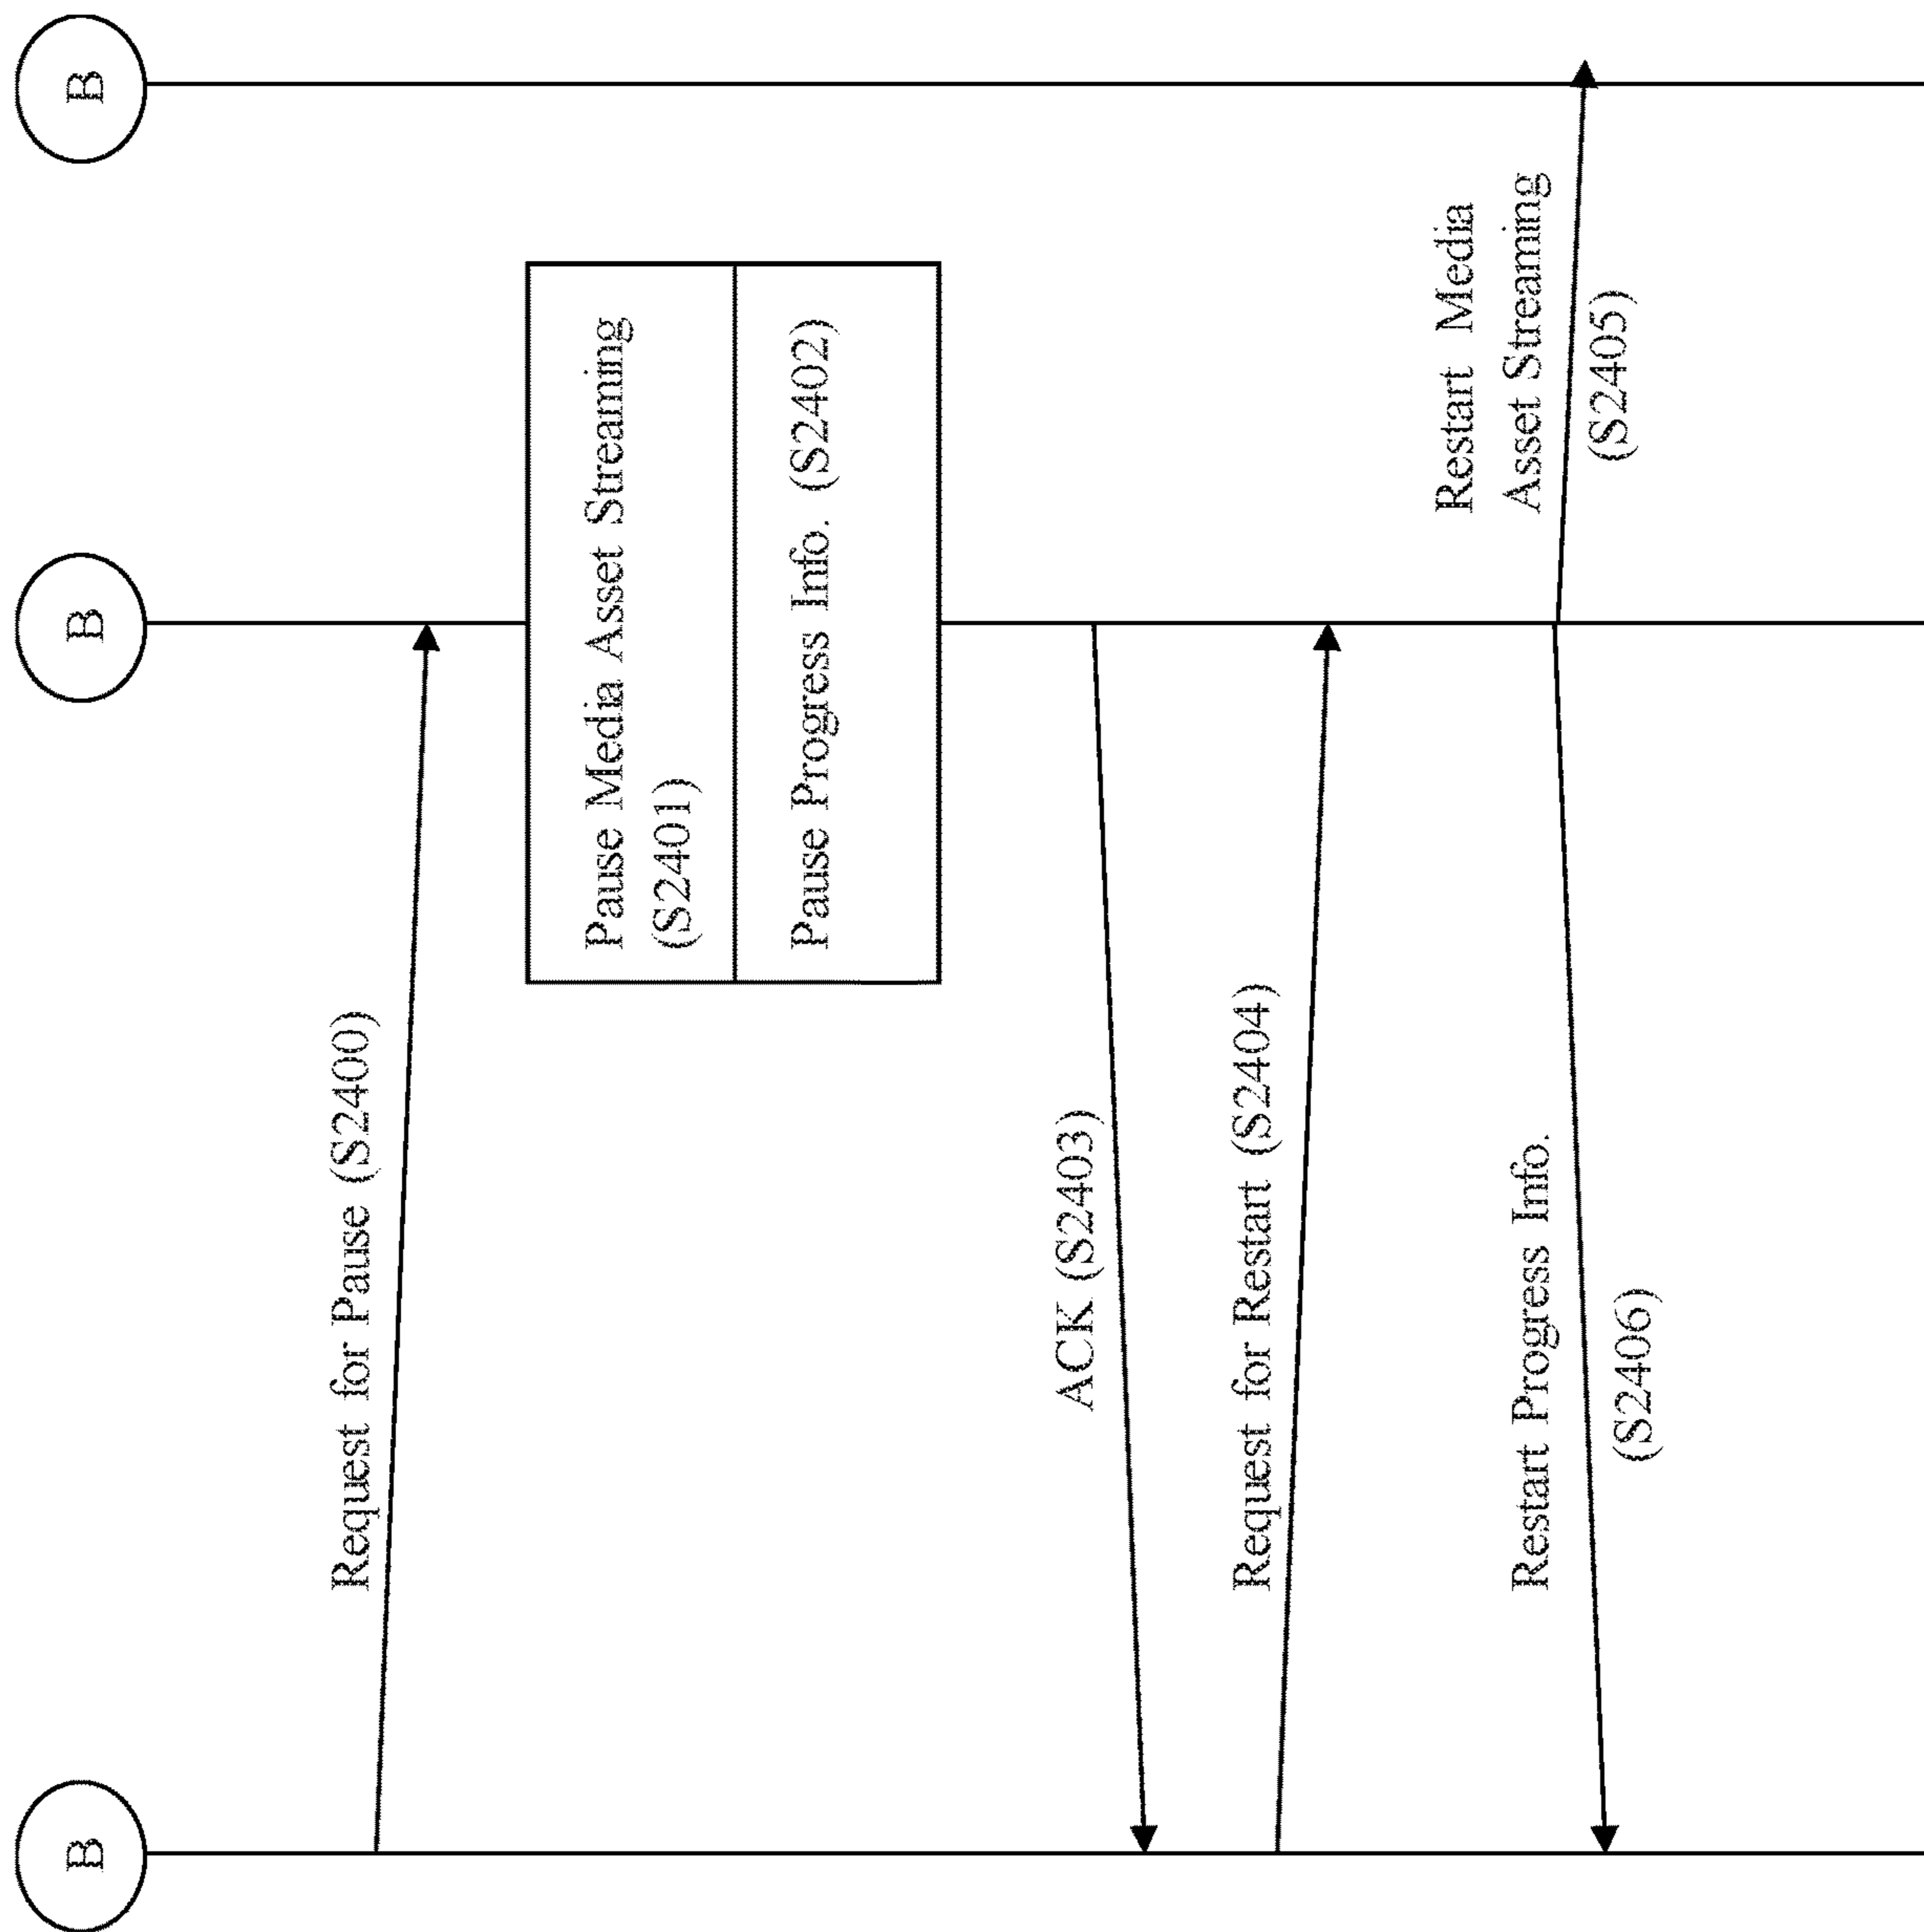 B
B
B
Request for Pause (S2400)
Pause Media Asset Streaming
(S2401)
Pause Progress Info. (S2402)
ACK (S2403)
Request for Restart (S2404)
Restart Media
Asset Streaming
(S2405)
Restart Progress Info.
(S2406)